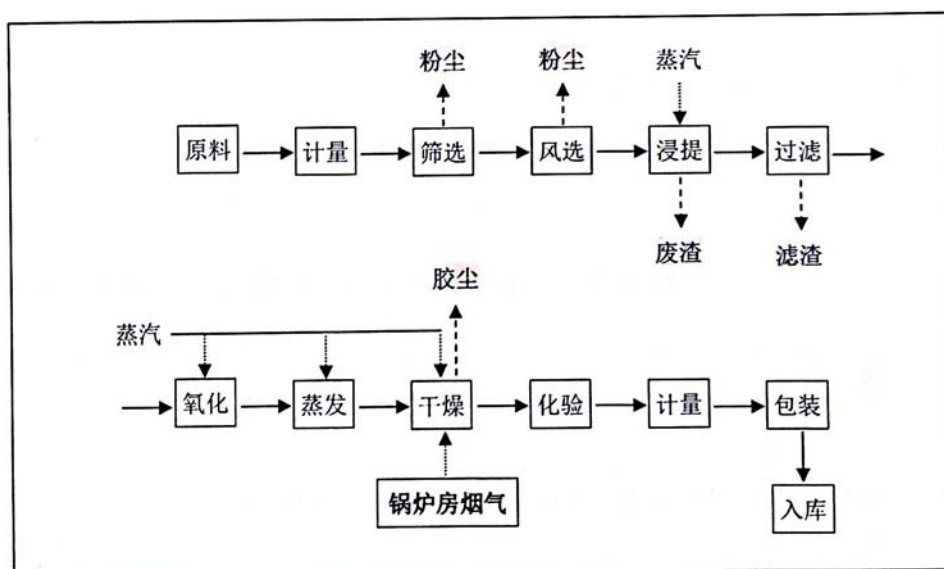 粉尘 粉尘 蒸汽
原料 计量 筛选 风选 浸提 过滤
废渣 滤渣
胶尘
蒸汽
氧化 蒸发 干燥 化验 计量 包装
锅炉房烟气 入库